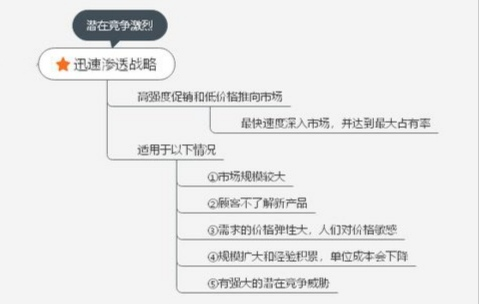 潜在竞争激烈
迅速渗透战略
高强度促销和低价格推向市场
最快速度深入市场，并达到最大占有率
适用于以下情况
①市场规模较大
②顾客不了解新产品
③需求的价格弹性大，人们对价格敏感
④规模扩大和经验积累，单位成本会下降
⑤有强大的潜在竞争威胁